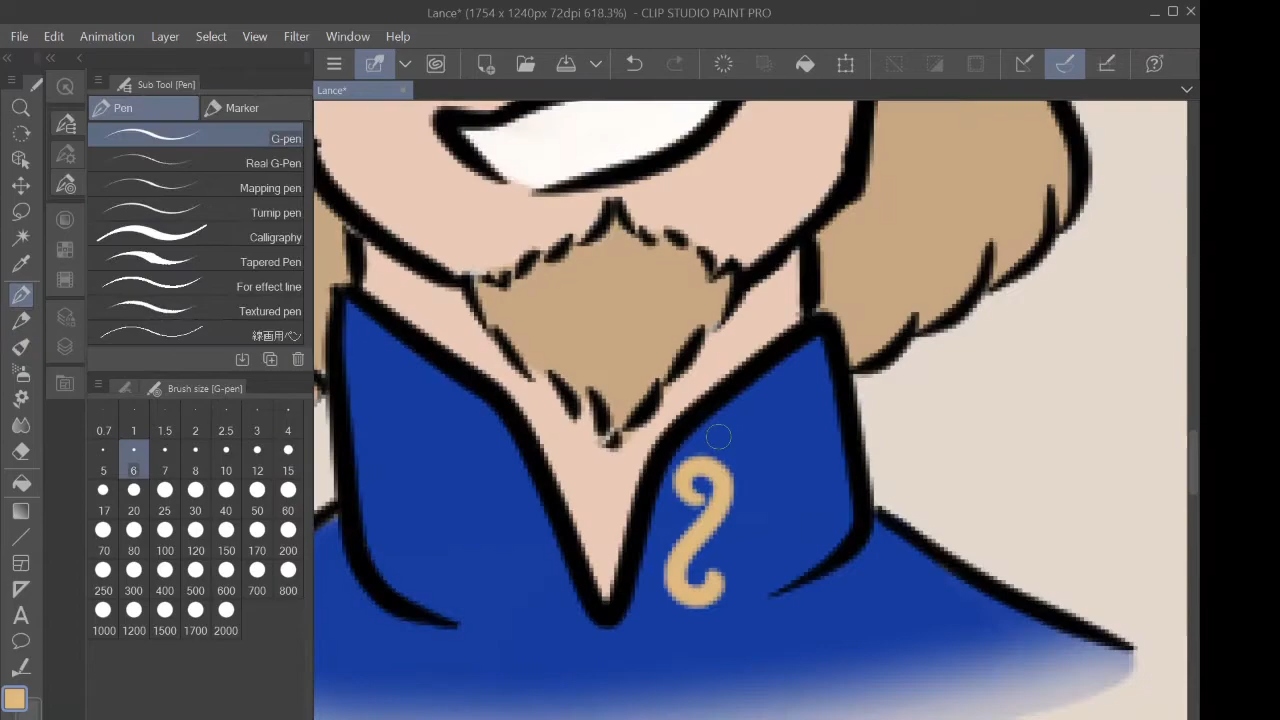 Lance* (1754 x 1240px 72dpi 618.3%) - CLIP STUDIO PAINT PRO
File Edit Animation Layer Select View Filter Window Help
Sub Tool [Pen]
Lance*
Pen Marker
G-pen
Real G-Pen
Mapping pen
Turnip pen
Calligraphy
Tapered Pen
For effect line
Textured pen
線画用ペン
Brush size [G-pen]
0.7 1 1.5 2 2.5 3 4
5 6 7 8 10 12 15
17 20 25 30 40 50 60
70 80 100 120 150 170 200
250 300 400 500 600 700 800
1000 1200 1500 1700 2000